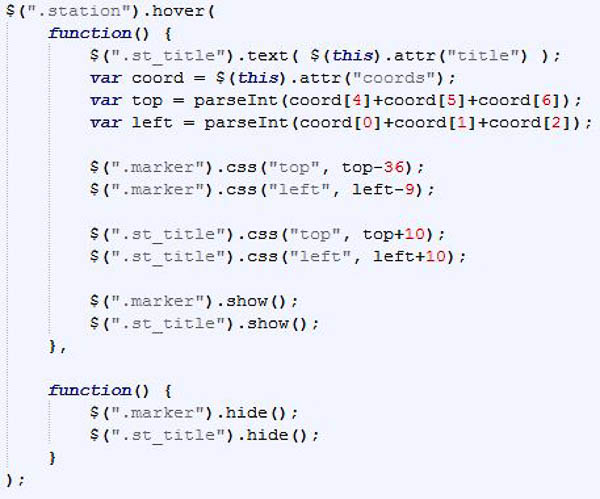 $(".station").hover(
function() {
$(".st_title").text( $(this).attr("title") );
var coord = $(this).attr("coords");
var top = parseInt(coord[4]+coord[5]+coord[6]);
var left = parseInt(coord[0]+coord[1]+coord[2]);
$(".marker").css("top", top-36);
$(".marker").css("left", left-9);
$(".st_title").css("top", top+10);
$(".st_title").css("left", left+10);
$(".marker").show();
$(".st_title").show();
},
function() {
$(".marker").hide();
$(".st_title").hide();
}
);